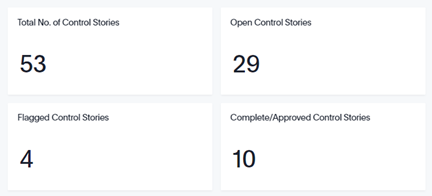 Total No. of Control Stories
53
Open Control Stories
29
Flagged Control Stories
4
Complete/Approved Control Stories
10